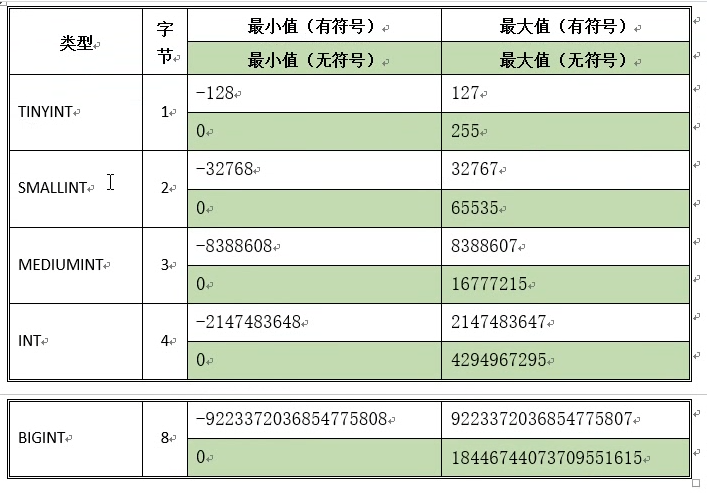 类型 字节 最小值（有符号） 最大值（有符号）
最小值（无符号） 最大值（无符号）
TINYINT 1 -128 127
0 255
SMALLINT 2 -32768 32767
0 65535
MEDIUMINT 3 -8388608 8388607
0 16777215
INT 4 -2147483648 2147483647
0 4294967295
BIGINT 8 -9223372036854775808 9223372036854775807
0 18446744073709551615